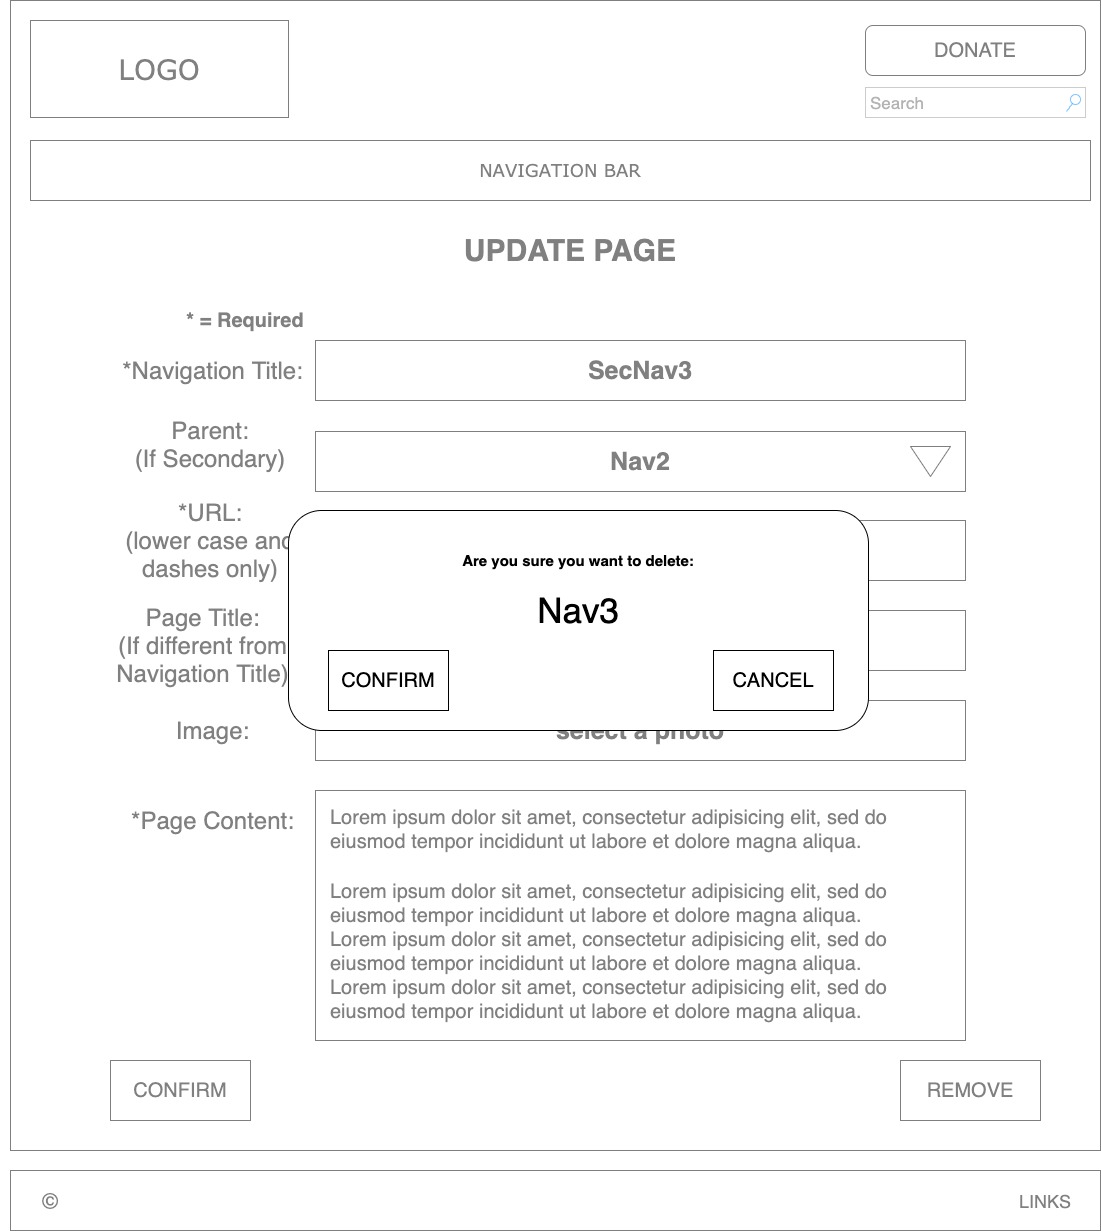 LOGO
DONATE
Search
NAVIGATION BAR
UPDATE PAGE
* = Required
*Navigation Title:
SecNav3
Parent:
(If Secondary)
Nav2
*URL:
(lower case and
dashes only)
Are you sure you want to delete:
Nav3
CONFIRM
CANCEL
Page Title:
(If different from
Navigation Title)
Image:
select a photo
*Page Content:
Lorem ipsum dolor sit amet, consectetur adipisicing elit, sed do
eiusmod tempor incididunt ut labore et dolore magna aliqua.
Lorem ipsum dolor sit amet, consectetur adipisicing elit, sed do
eiusmod tempor incididunt ut labore et dolore magna aliqua.
Lorem ipsum dolor sit amet, consectetur adipisicing elit, sed do
eiusmod tempor incididunt ut labore et dolore magna aliqua.
Lorem ipsum dolor sit amet, consectetur adipisicing elit, sed do
eiusmod tempor incididunt ut labore et dolore magna aliqua.
CONFIRM
REMOVE
©
LINKS